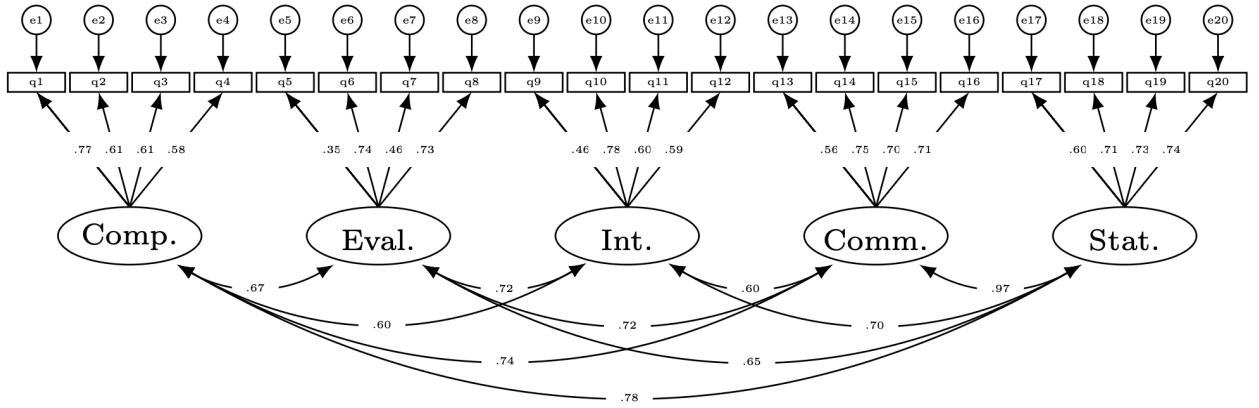 e1 e2 e3 e4 e5 e6 e7 e8 e9 e10 e11 e12 e13 e14 e15 e16 e17 e18 e19 e20
q1 q2 q3 q4 q5 q6 q7 q8 q9 q10 q11 q12 q13 q14 q15 q16 q17 q18 q19 q20
.77 .61 .61 .58 .35 .74 .46 .73 .46 .78 .60 .59 .56 .75 .70 .71 .60 .71 .73 .74
Comp. Eval. Int. Comm. Stat.
.67 .72 .60 .97
.60 .72 .70
.74 .65
.78